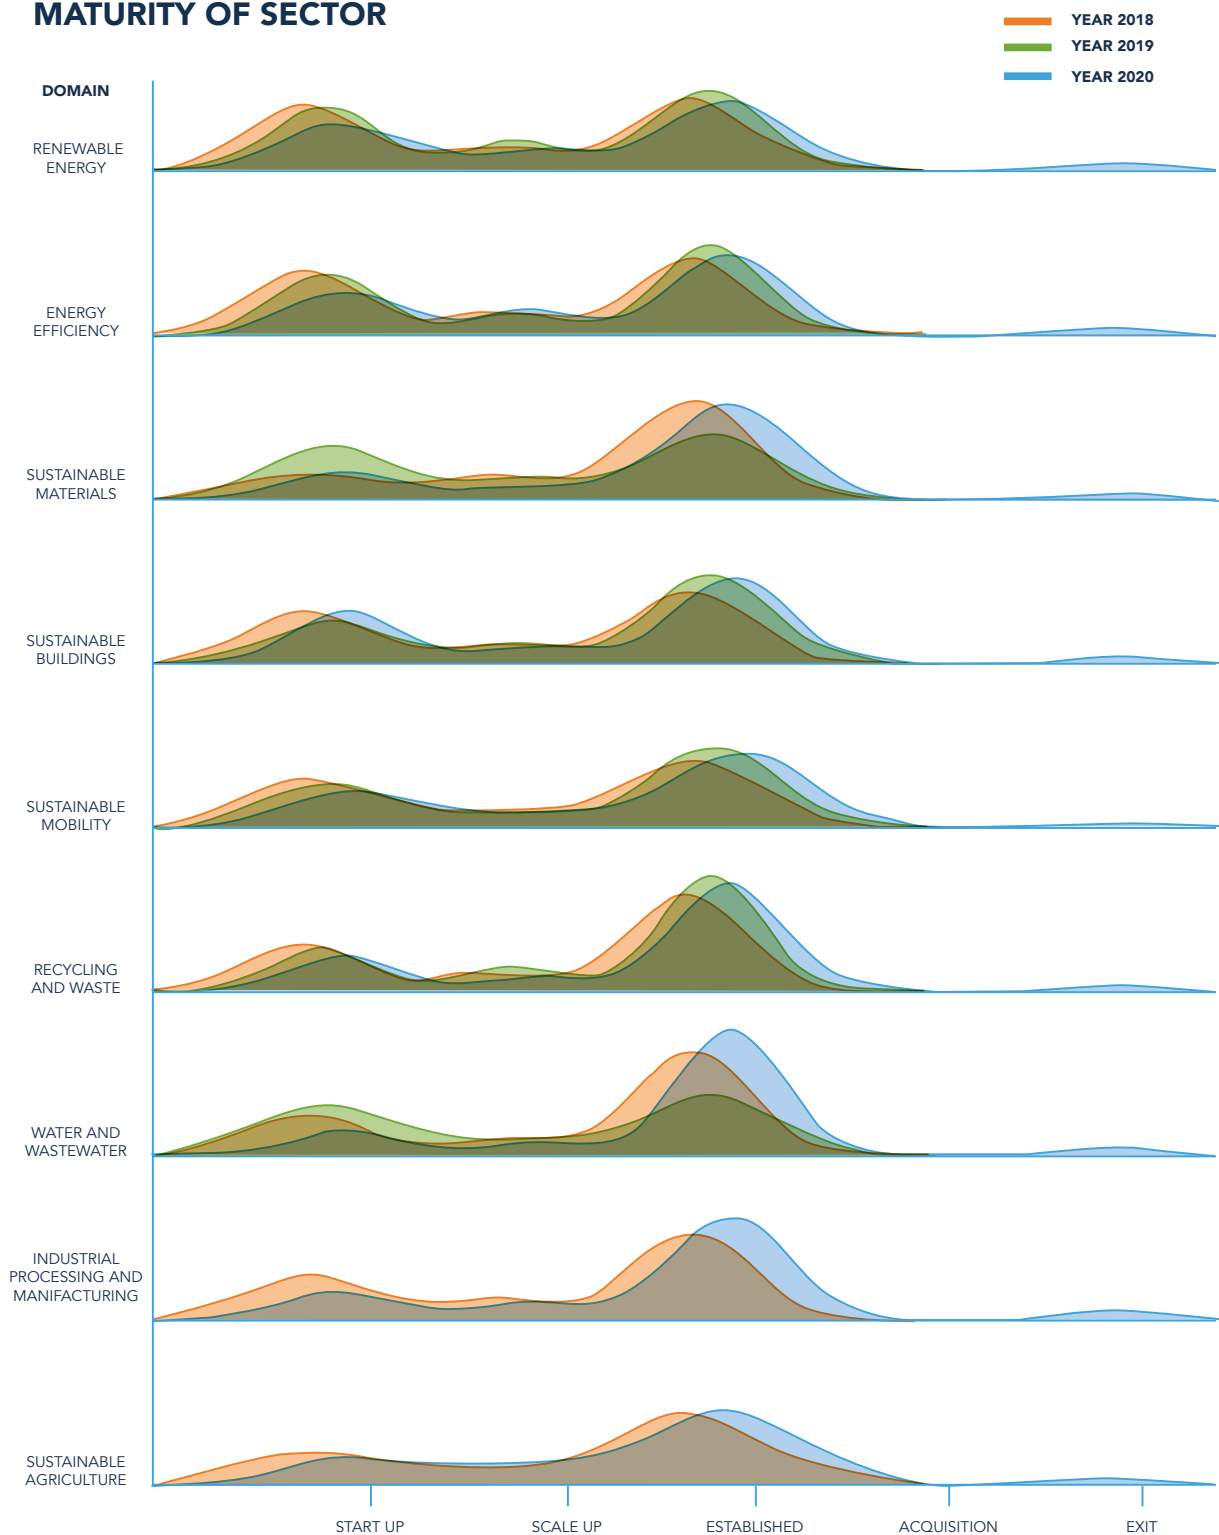 MATURITY OF SECTOR
YEAR 2018
YEAR 2019
YEAR 2020
DOMAIN
RENEWABLE
ENERGY
ENERGY
EFFICIENCY
SUSTAINABLE
MATERIALS
SUSTAINABLE
BUILDINGS
SUSTAINABLE
MOBILITY
RECYCLING
AND WASTE
WATER AND
WASTEWATER
INDUSTRIAL
PROCESSING AND
MANIFACTURING
SUSTAINABLE
AGRICULTURE
START UP
SCALE UP
ESTABLISHED
ACQUISITION
EXIT